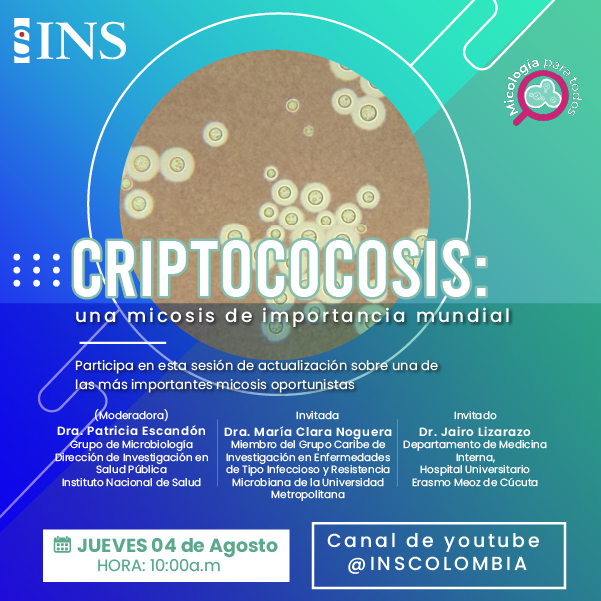 INS
Micología para todos
CRIPTOCOCOSIS:
una micosis de importancia mundial
Participa en esta sesión de actualización sobre una de
las más importantes micosis oportunistas
(Moderadora)
Dra. Patricia Escandón
Grupo de Microbiología
Dirección de Investigación en
Salud Pública
Instituto Nacional de Salud
Invitada
Dra. María Clara Noguera
Miembro del Grupo Caribe de
Investigación en Enfermedades
de Tipo Infeccioso y Resistencia
Microbiana de la Universidad
Metropolitana
Invitado
Dr. Jairo Lizarazo
Departamento de Medicina
Interna,
Hospital Universitario
Erasmo Meoz de Cúcuta
JUEVES 04 de Agosto
HORA: 10:00a.m
Canal de youtube
@INSCOLOMBIA